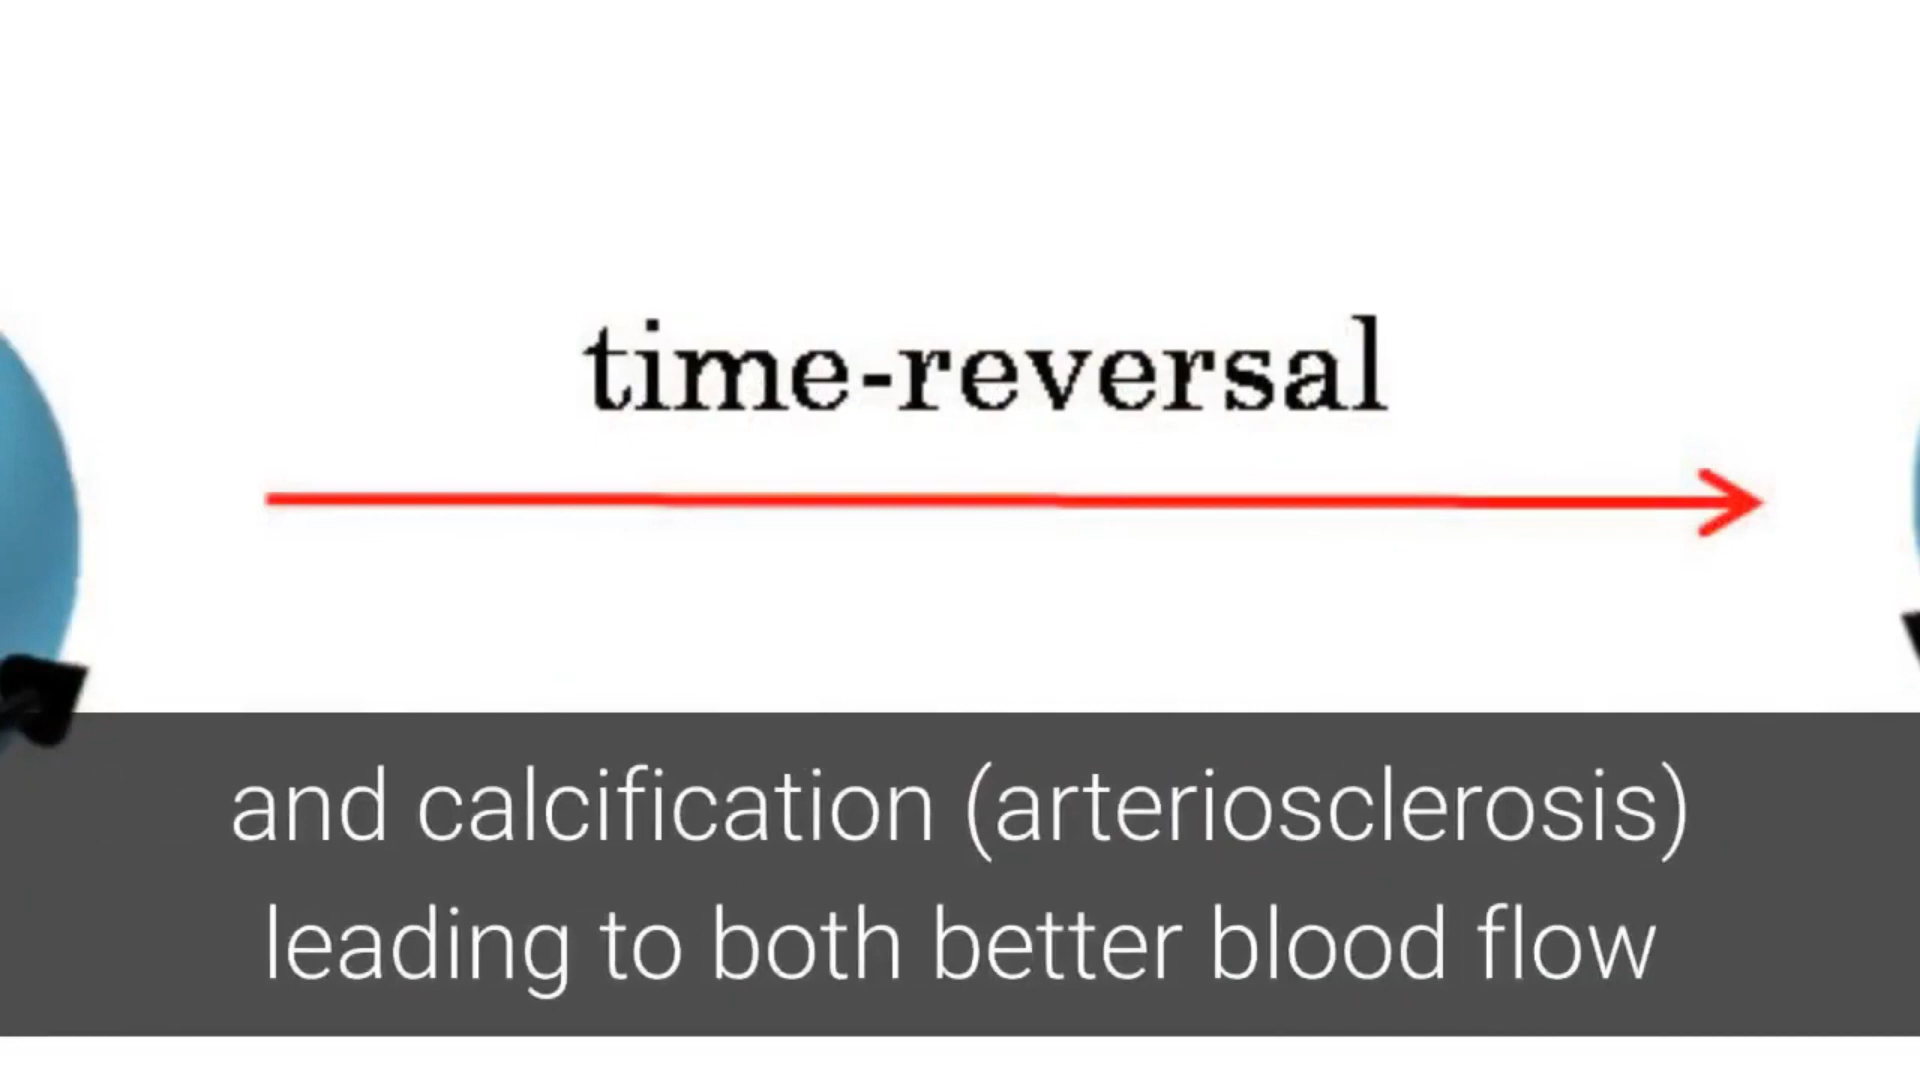 time-reversal
and calcification (arteriosclerosis)
leading to both better blood flow